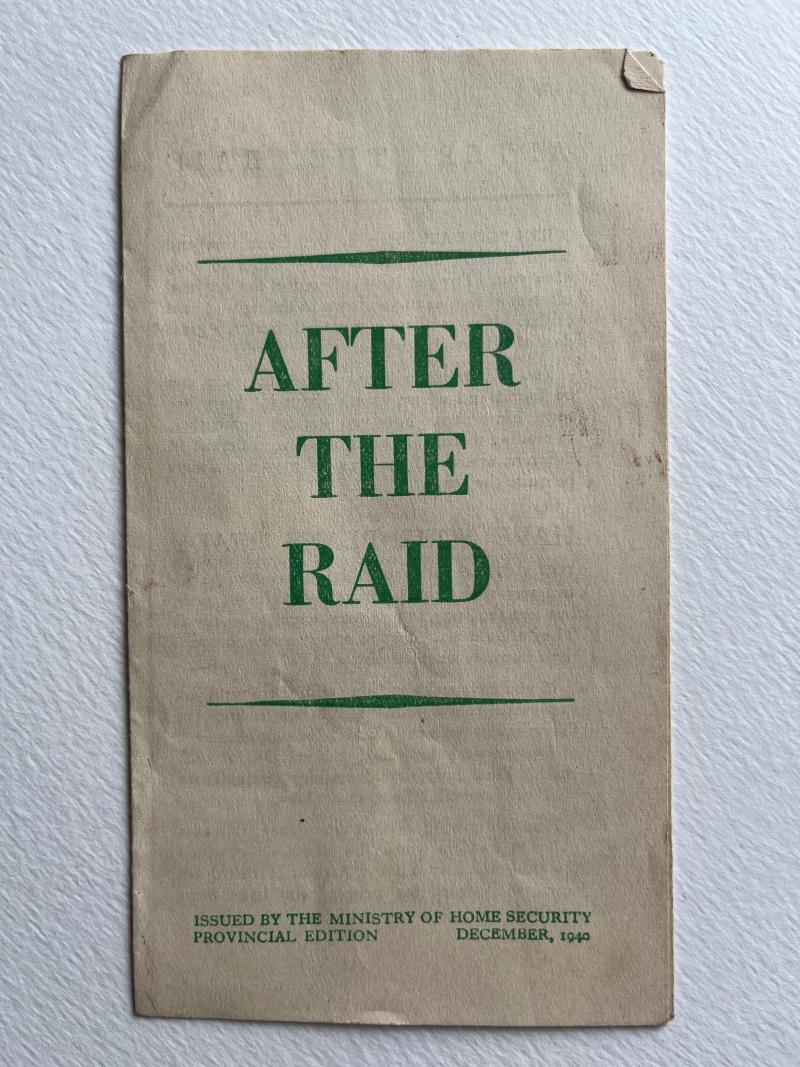 AFTER
THE
RAID
ISSUED BY THE MINISTRY OF HOME SECURITY
PROVINCIAL EDITION DECEMBER, 1940